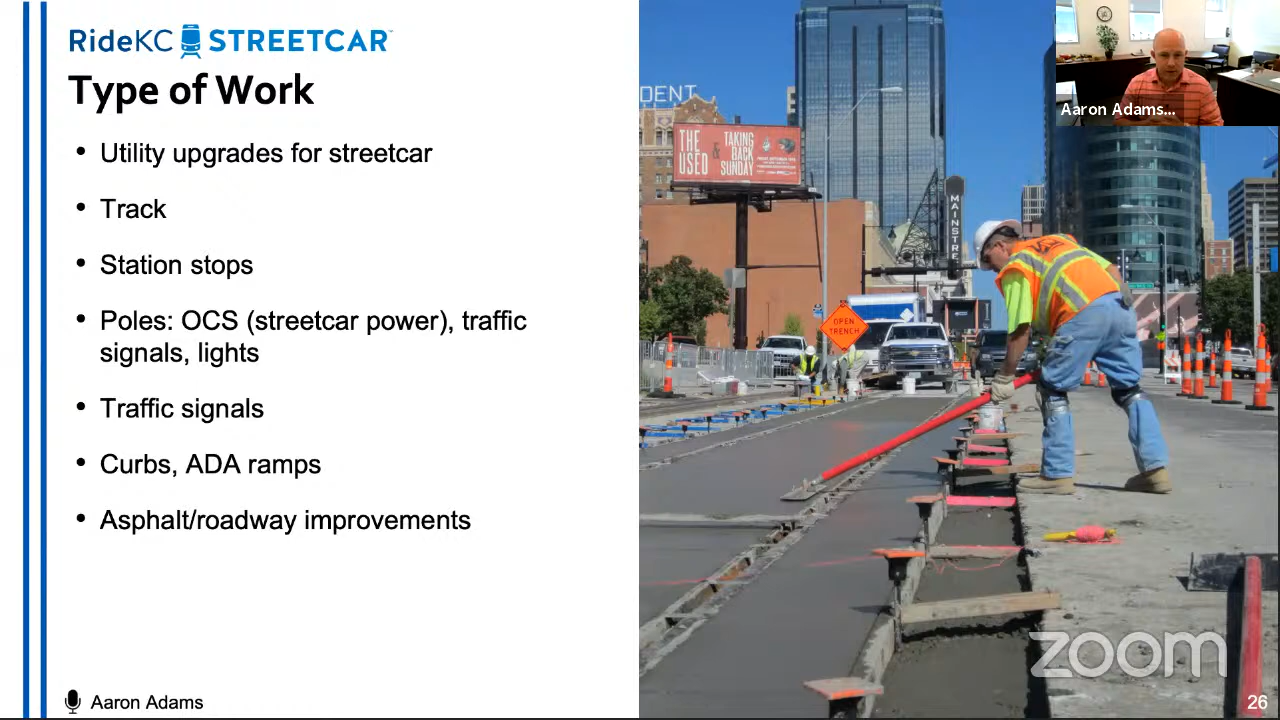 RideKC STREETCAR
Type of Work
• Utility upgrades for streetcar
• Track
• Station stops
• Poles: OCS (streetcar power), traffic
signals, lights
• Traffic signals
• Curbs, ADA ramps
• Asphalt/roadway improvements
Aaron Adams
DENT
THE
USED
&
TAKING
BACK
SUNDAY
MAINSTRE
OPEN
TRENCH
Aaron Adams...
zoom
26